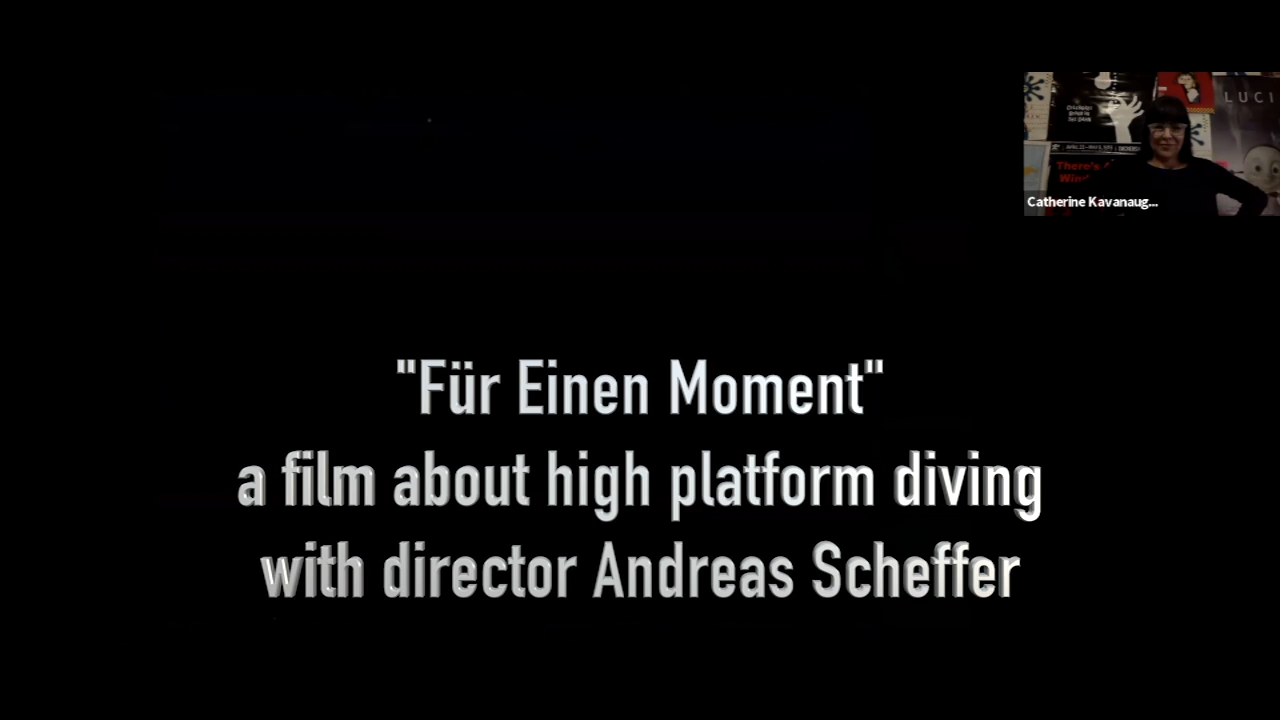 "Für Einen Moment"
a film about high platform diving
with director Andreas Scheffer
LUCI
There's
Catherine Kavanaug...